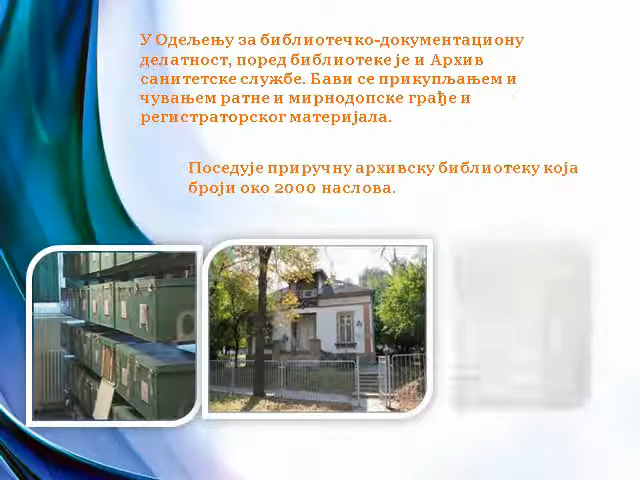 У Одељењу за библиотечко-документациону
делатност, поред библиотеке је и Архив
санитетске службе. Бави се прикупљањем и
чувањем ратне и мирнодопске грађе и
регистраторског материјала.
Поседује приручну архивску библиотеку која
броји око 2000 наслова.